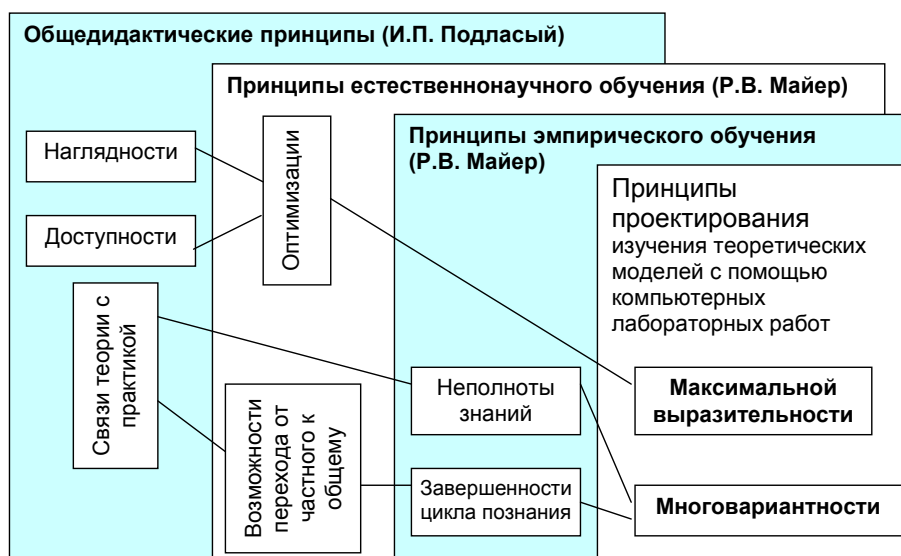 Общедидактические принципы (И.П. Подласый)
Принципы естественнонаучного обучения (Р.В. Майер)
Принципы эмпирического обучения
(Р.В. Майер)
Наглядности
Доступности
Оптимизации
Принципы
проектирования
изучения теоретических
моделей с помощью
компьютерных
лабораторных работ
Связи теории с
практикой
Возможности
перехода от
частного к
общему
Неполноты
знаний
Завершенности
цикла познания
Максимальной
выразительности
Многовариантности